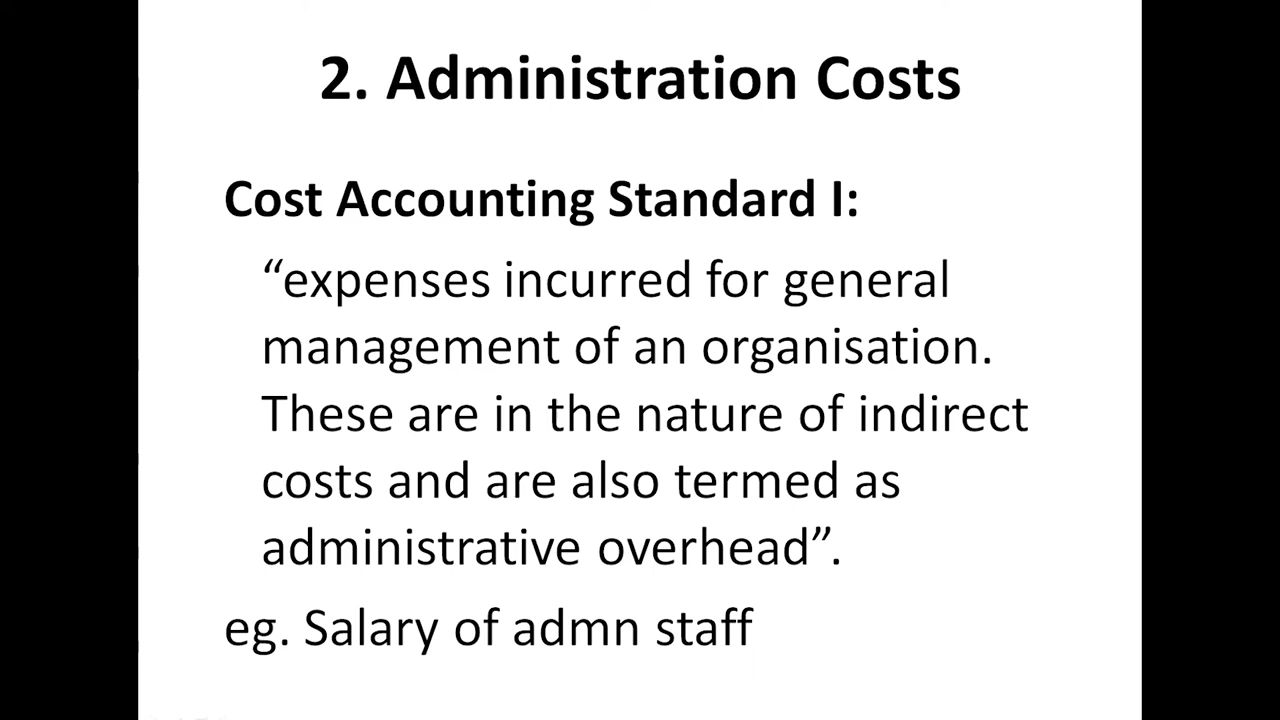 2. Administration Costs
Cost Accounting Standard I:
“expenses incurred for general
management of an organisation.
These are in the nature of indirect
costs and are also termed as
administrative overhead”.
eg. Salary of admn staff